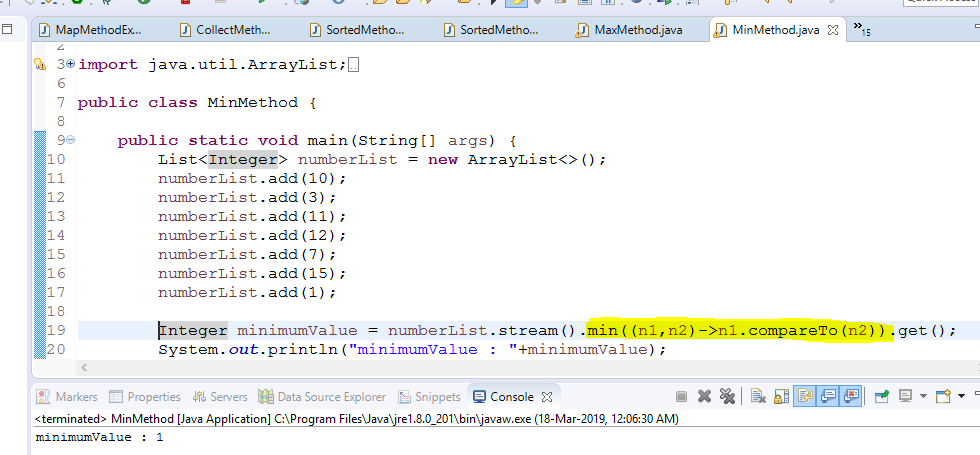 MapMethodEx...
CollectMeth...
SortedMetho...
SortedMetho...
MaxMethod.java
MinMethod.java
15
2
3 import java.util.ArrayList;
6
7 public class MinMethod {
8
9 public static void main(String[] args) {
10 List<Integer> numberList = new ArrayList<>();
11 numberList.add(10);
12 numberList.add(3);
13 numberList.add(11);
14 numberList.add(12);
15 numberList.add(7);
16 numberList.add(15);
17 numberList.add(1);
18
19 Integer minimumValue = numberList.stream().min((n1,n2)->n1.compareTo(n2)).get();
20 System.out.println("minimumValue : "+minimumValue);
Markers Properties Servers Data Source Explorer Snippets Console
<terminated> MinMethod [Java Application] C:\Program Files\Java\jre1.8.0_201\bin\javaw.exe (18-Mar-2019, 12:06:30 AM)
minimumValue : 1